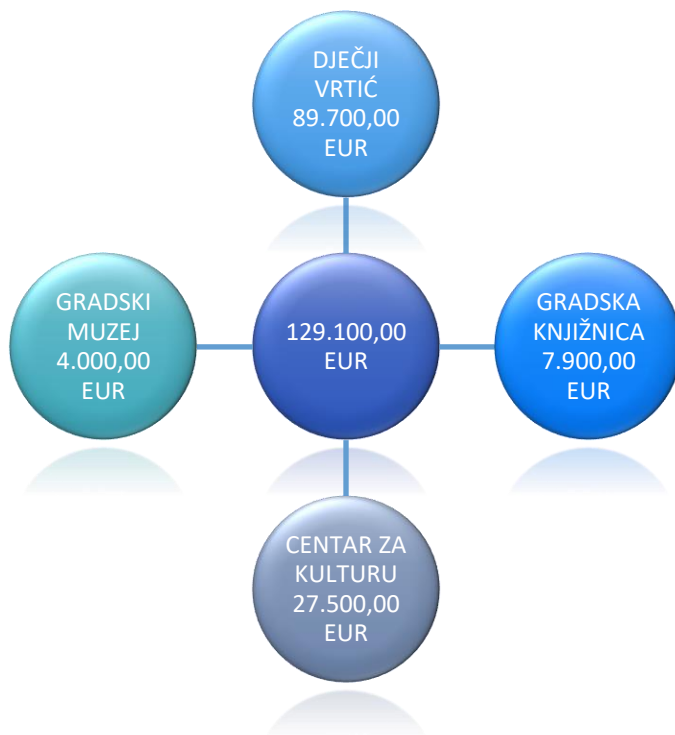 DJEČJI
VRTIĆ
89.700,00
EUR
GRADSKI
MUZEJ
4.000,00
EUR
129.100,00
EUR
GRADSKA
KNJIŽNICA
7.900,00
EUR
CENTAR ZA
KULTURU
27.500,00
EUR